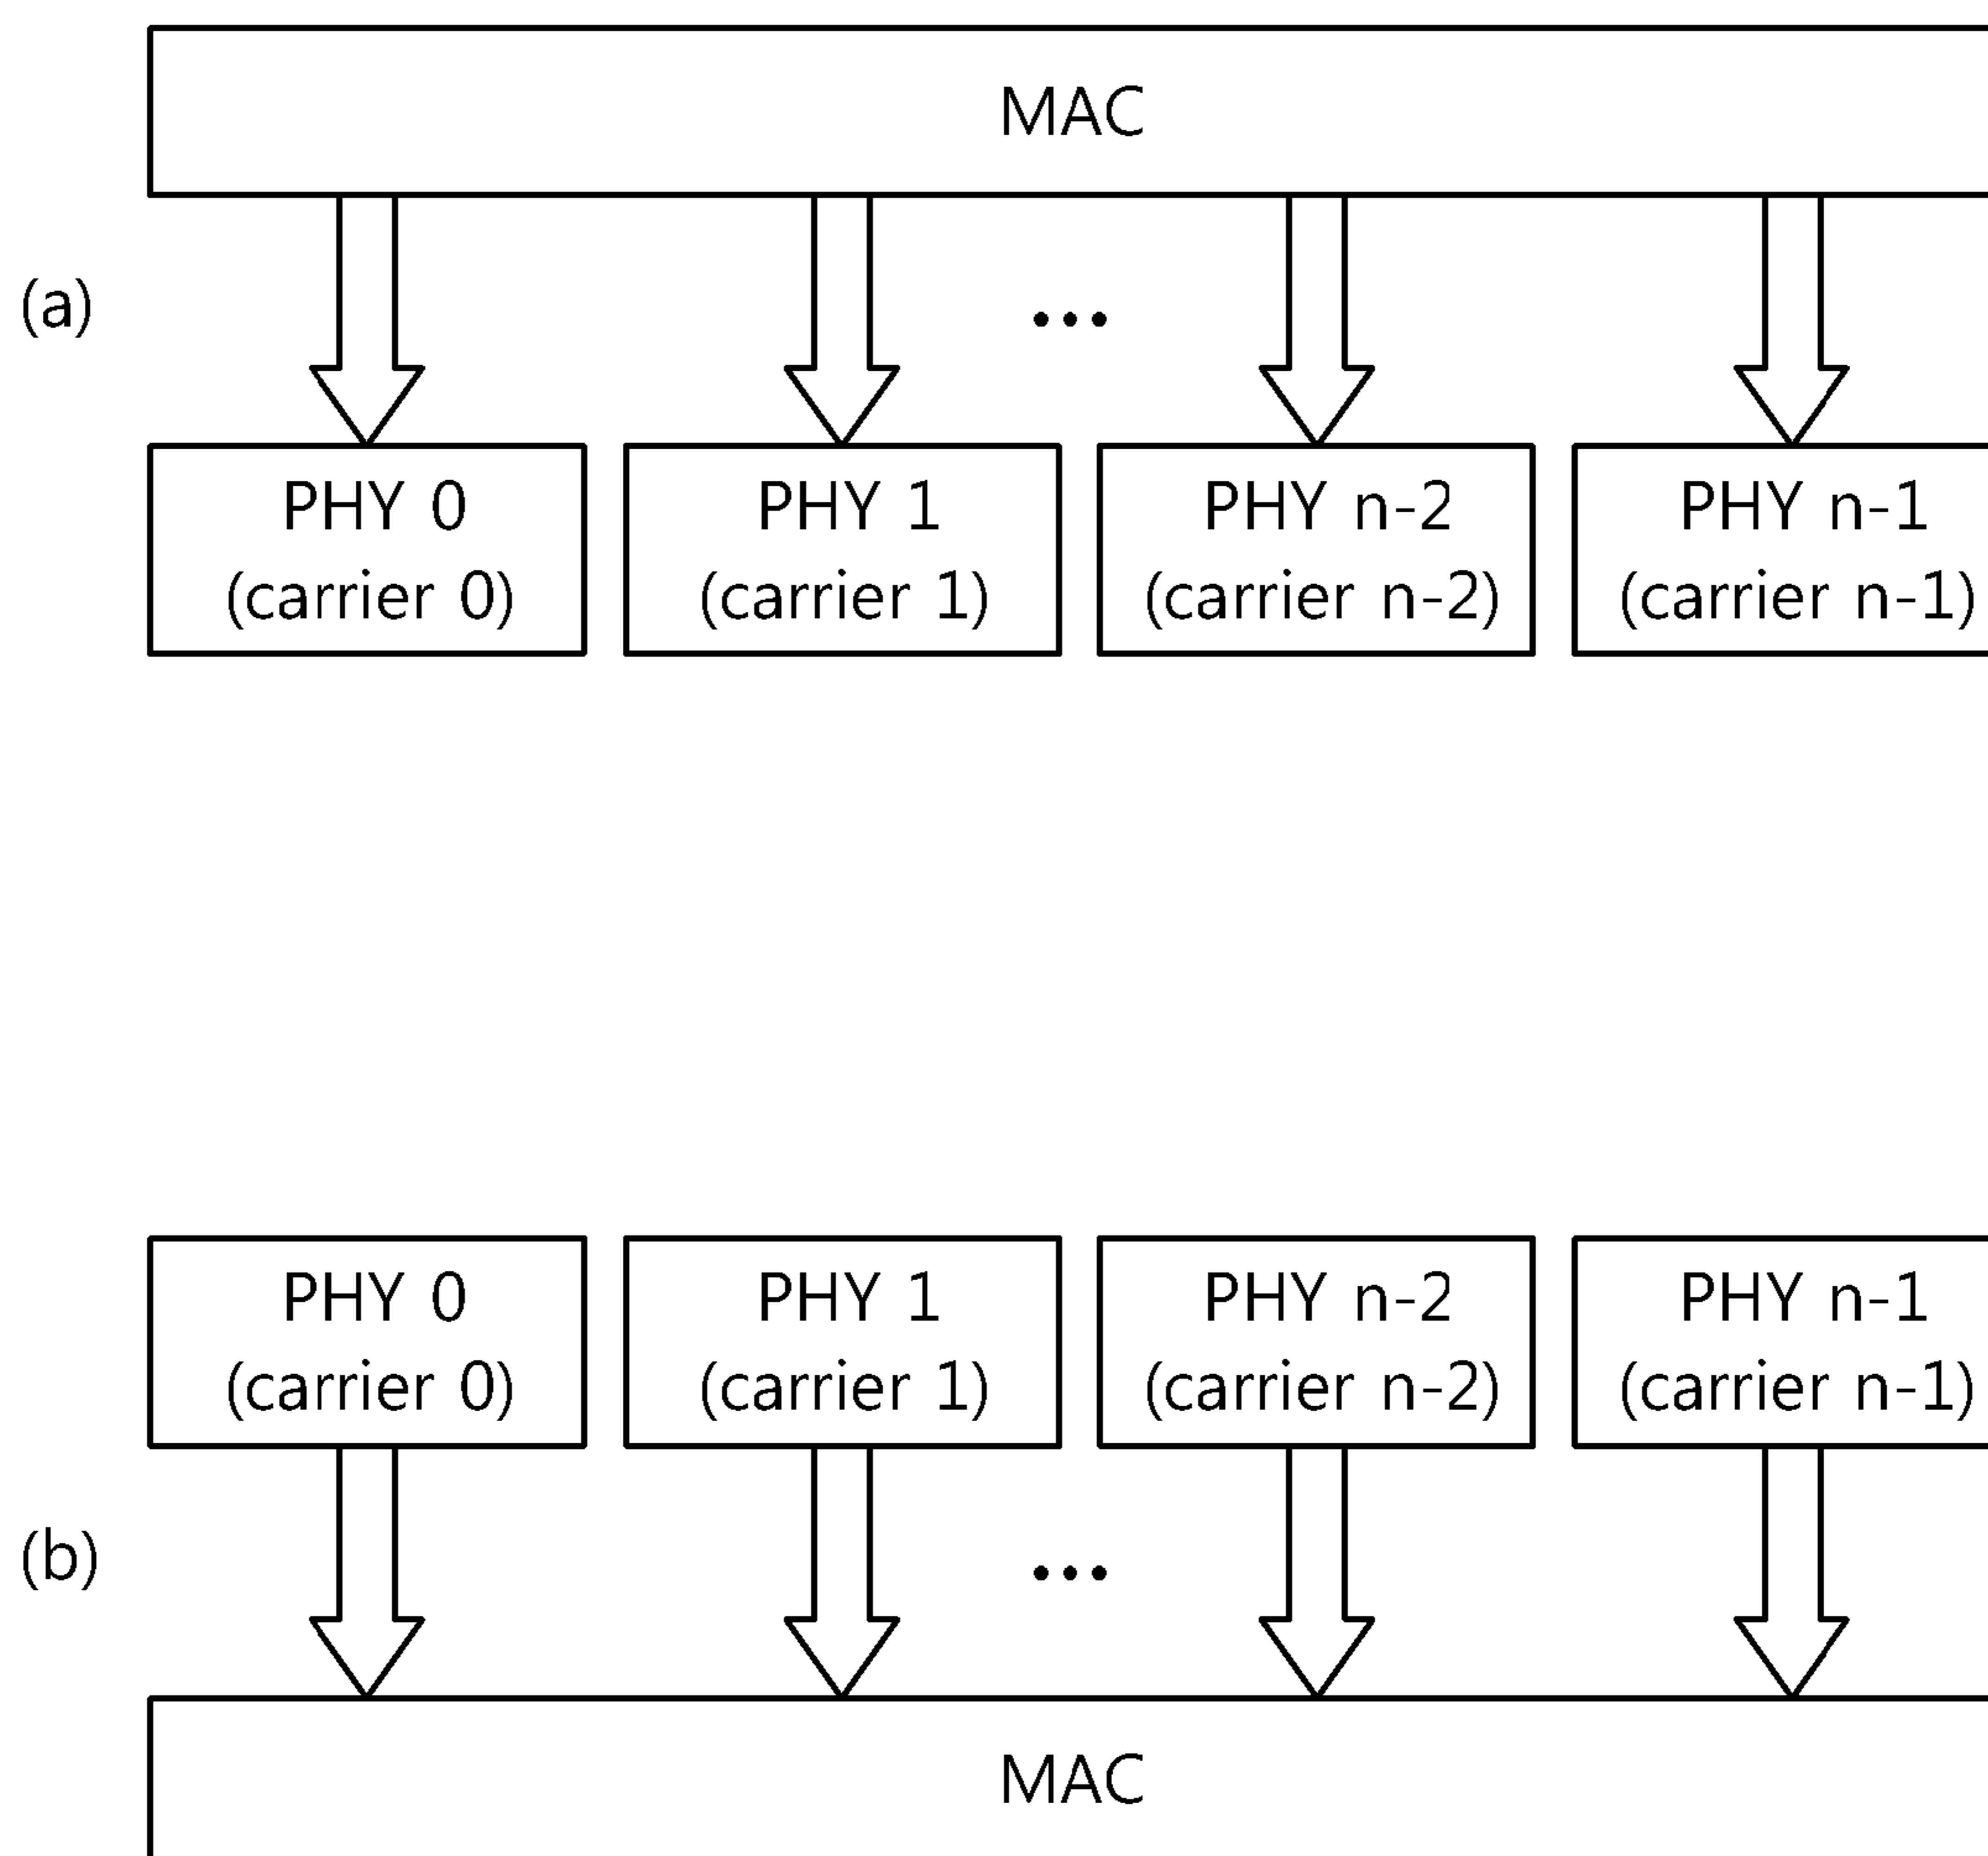 MAC
(a)
...
PHY 0
(carrier 0)
PHY 1
(carrier 1)
PHY n-2
(carrier n-2)
PHY n-1
(carrier n-1)
PHY 0
(carrier 0)
PHY 1
(carrier 1)
PHY n-2
(carrier n-2)
PHY n-1
(carrier n-1)
(b)
...
MAC